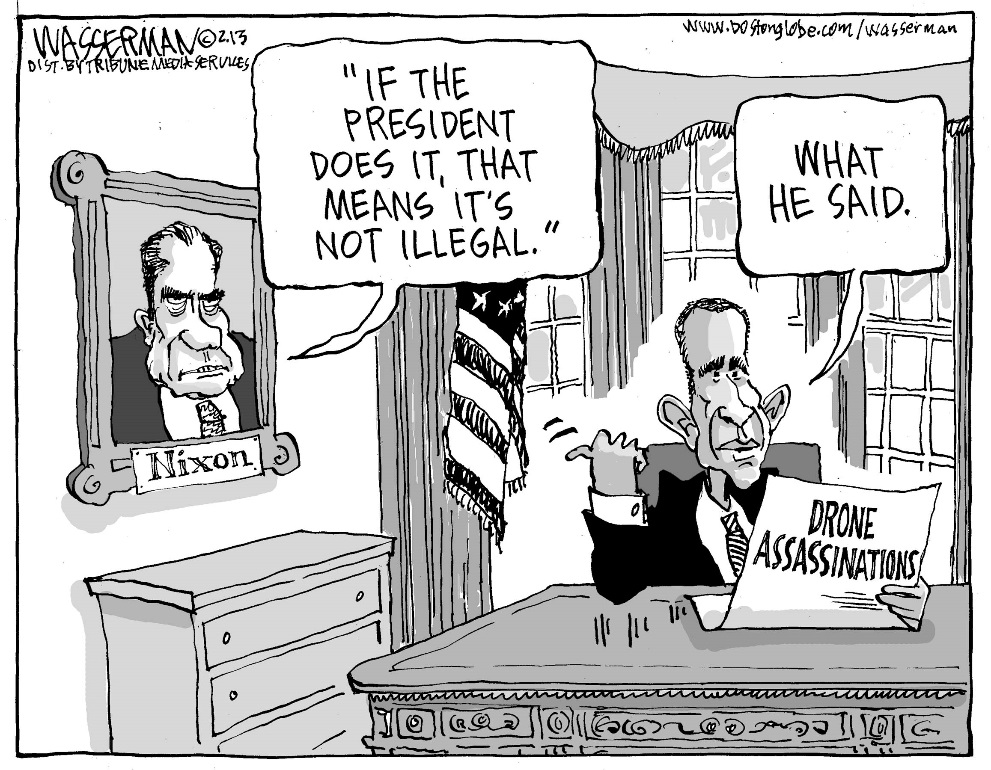 WASSERMAN ©2.13
DIST. BY TRIBUNE MEDIA SERVICES
www.bostonglobe.com/wasserman
"IF THE
PRESIDENT
DOES IT, THAT
MEANS IT'S
NOT ILLEGAL."
WHAT
HE SAID.
Nixon
DRONE
ASSASSINATIONS